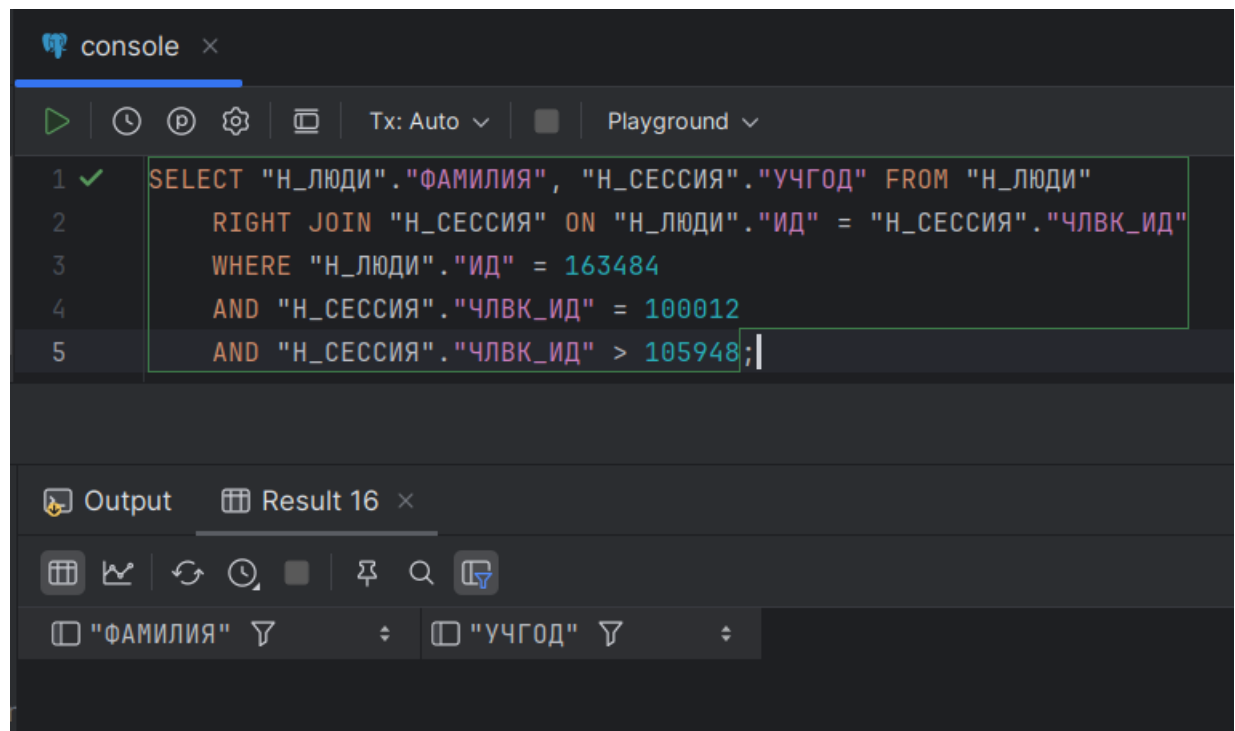 console
Tx: Auto
Playground
1 SELECT "Н_ЛЮДИ"."ФАМИЛИЯ", "Н_СЕССИЯ"."УЧГОД" FROM "Н_ЛЮДИ"
2 RIGHT JOIN "Н_СЕССИЯ" ON "Н_ЛЮДИ"."ИД" = "Н_СЕССИЯ"."ЧЛВК_ИД"
3 WHERE "Н_ЛЮДИ"."ИД" = 163484
4 AND "Н_СЕССИЯ"."ЧЛВК_ИД" = 100012
5 AND "Н_СЕССИЯ"."ЧЛВК_ИД" > 105948;
Output Result 16
"ФАМИЛИЯ" "УЧГОД"